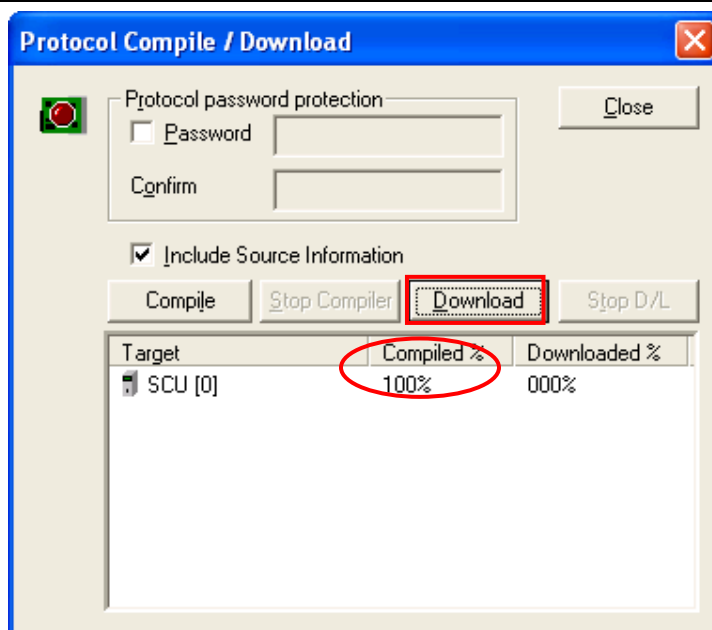 Protocol Compile / Download
Protocol password protection
Close
Password
Confirm
Include Source Information
Compile Stop Compiler Download Stop D/L
Target Compiled % Downloaded %
SCU [0] 100% 000%